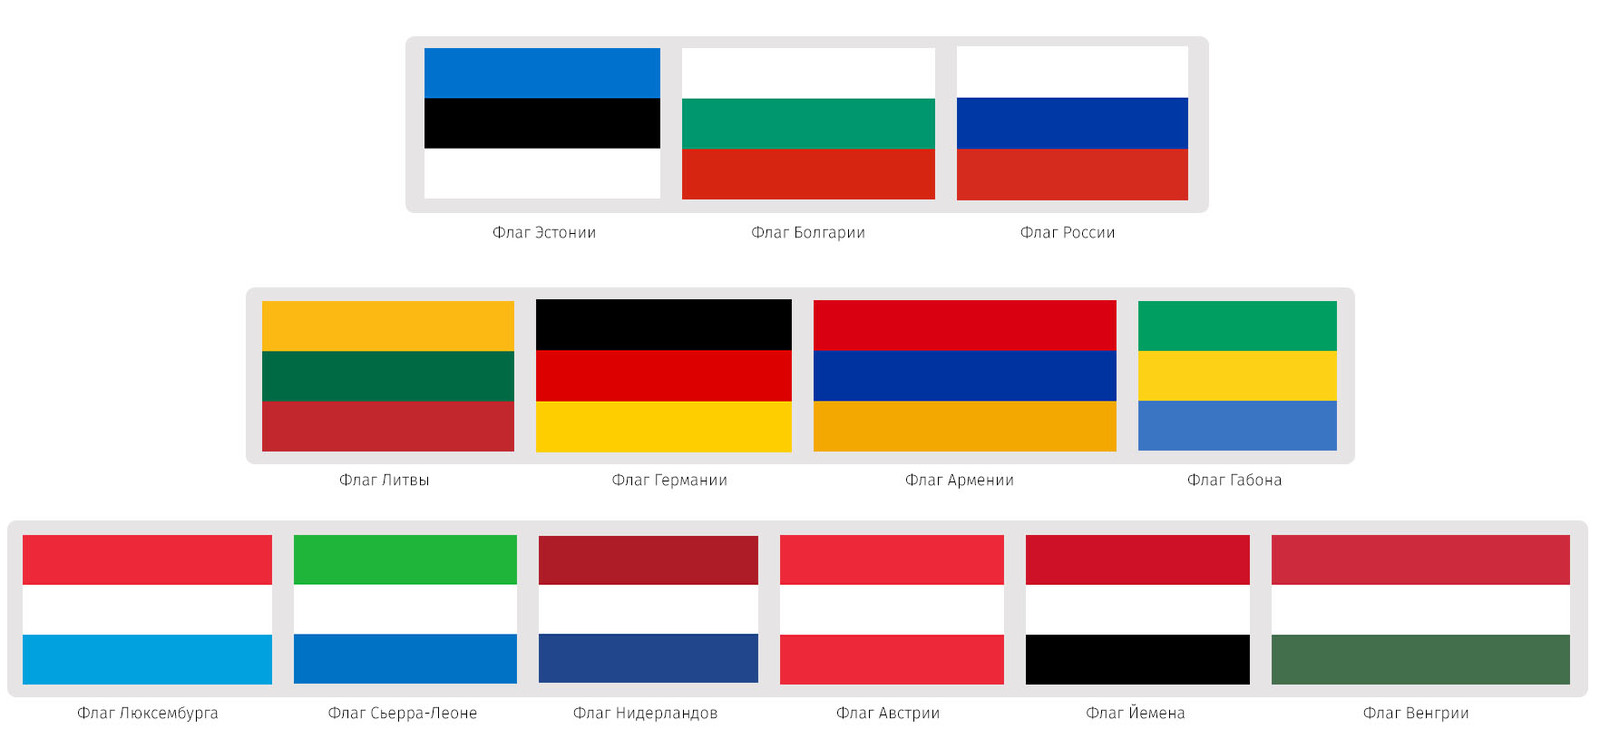 Флаг Эстонии
Флаг Болгарии
Флаг России
Флаг Литвы
Флаг Германии
Флаг Армении
Флаг Габона
Флаг Люксембурга
Флаг Сьерра-Леоне
Флаг Нидерландов
Флаг Австрии
Флаг Йемена
Флаг Венгрии